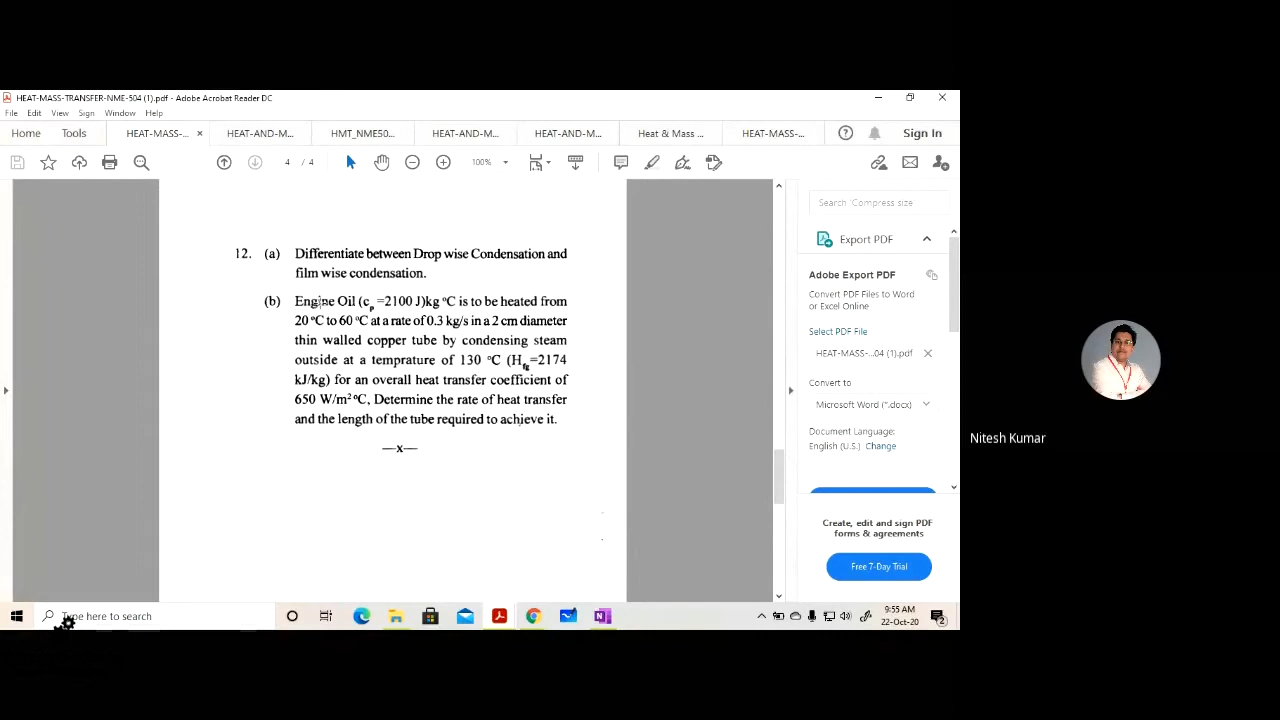 HEAT-MASS-TRANSFER-NME-504 (1).pdf - Adobe Acrobat Reader DC
File Edit View Sign Window Help
Home Tools HEAT-MASS-... × HEAT-AND-M... HMT_NME50... HEAT-AND-M... HEAT-AND-M... Heat & Mass ... HEAT-MASS-... Sign In
4 / 4 100%
12. (a) Differentiate between Drop wise Condensation and
film wise condensation.
(b) Engine Oil (cp =2100 J)kg °C is to be heated from
20 °C to 60 °C at a rate of 0.3 kg/s in a 2 cm diameter
thin walled copper tube by condensing steam
outside at a temprature of 130 °C (Hfg=2174
kJ/kg) for an overall heat transfer coefficient of
650 W/m² °C, Determine the rate of heat transfer
and the length of the tube required to achieve it.
—x—
Search 'Compress size
Export PDF
Adobe Export PDF
Convert PDF Files to Word
or Excel Online
Select PDF File
HEAT-MASS-...04 (1).pdf
Convert to
Microsoft Word (*.docx)
Document Language:
English (U.S.) Change
Create, edit and sign PDF
forms & agreements
Free 7-Day Trial
Nitesh Kumar
Type here to search
9:55 AM
22-Oct-20
2